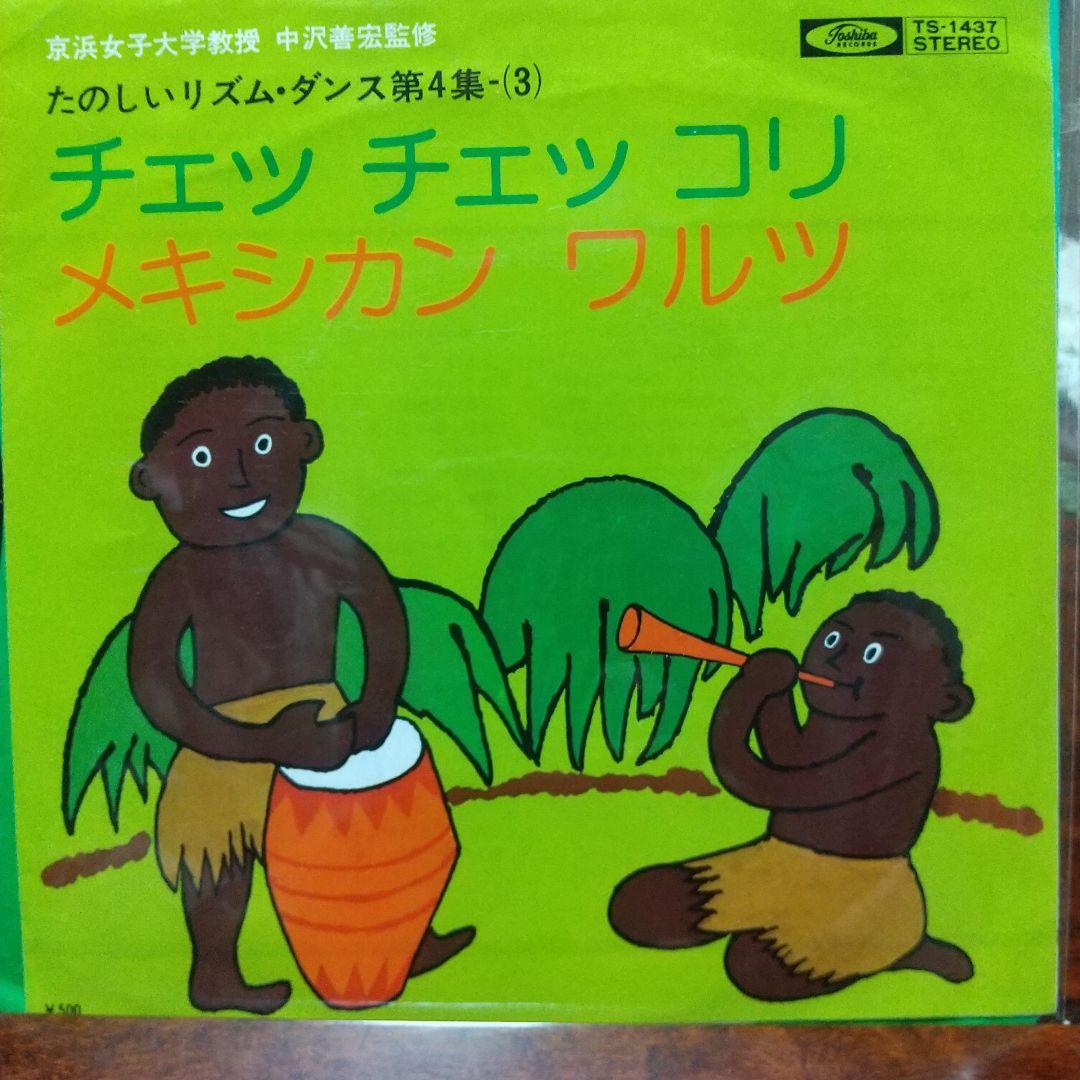 京浜女子大学教授 中沢善宏監修
たのしいリズム・ダンス第4集-(3)
チェッ チェッ コリ
メキシカン ワルツ
Toshiba
RECORDS
TS-1437
STEREO
¥500